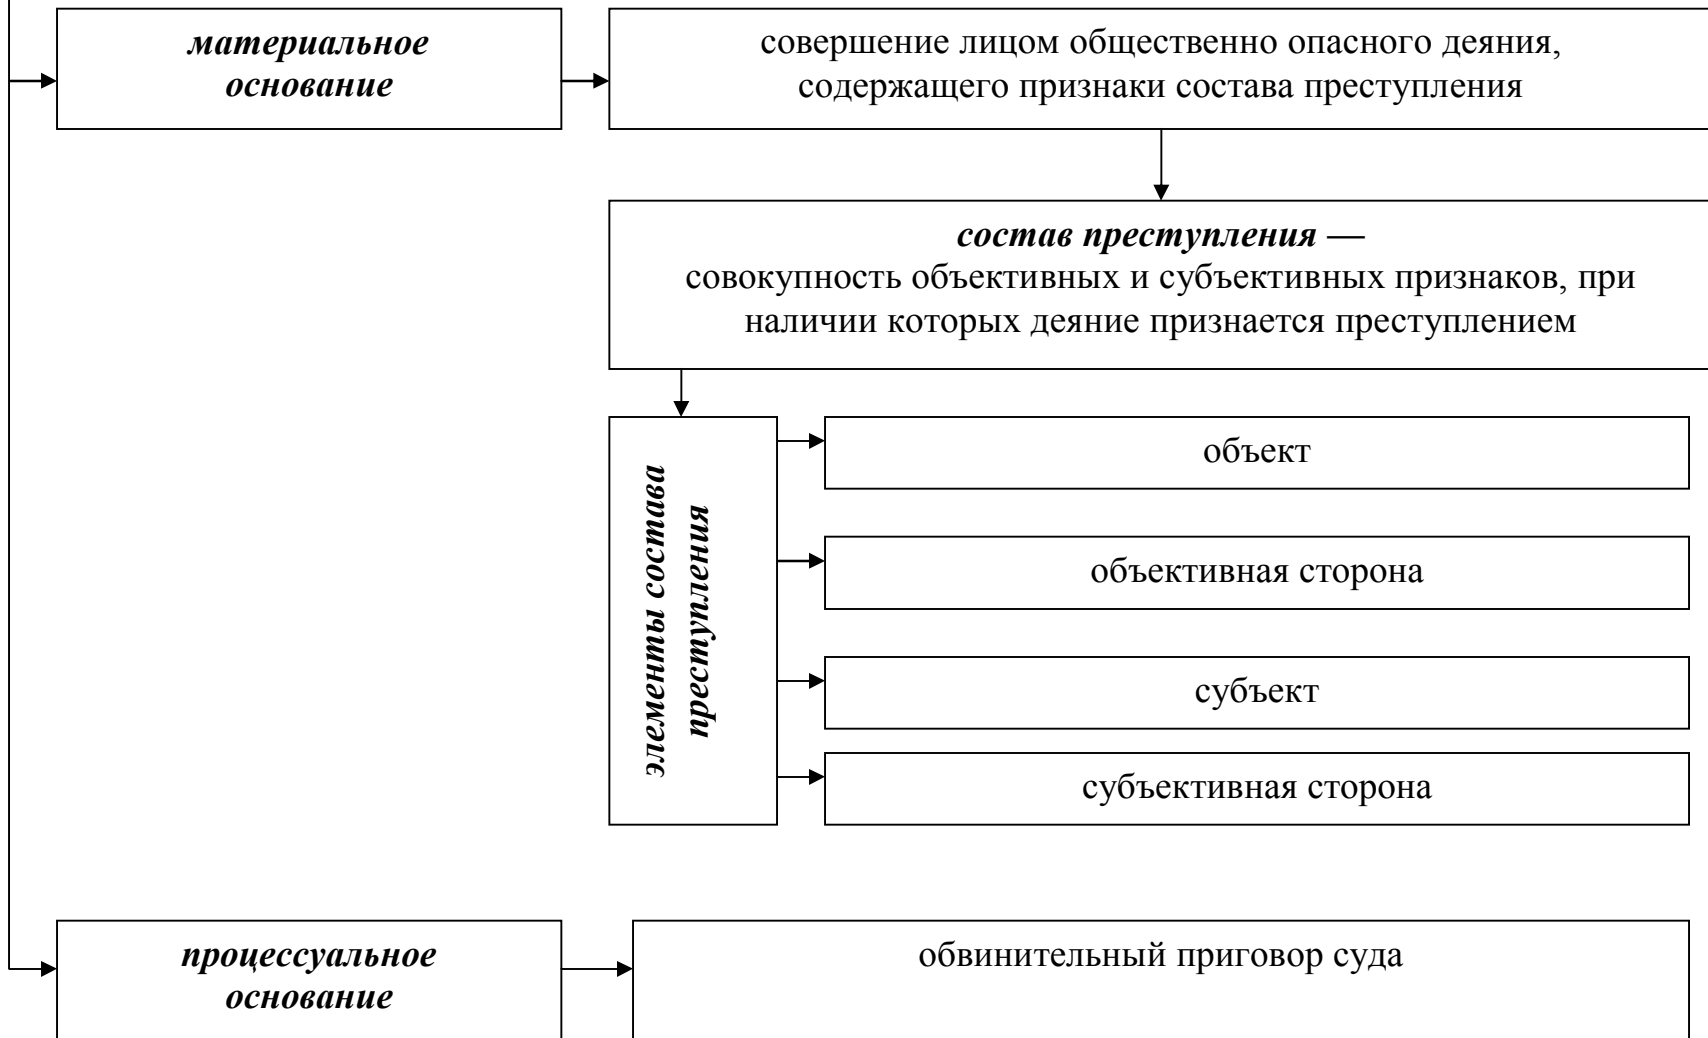 материальное
основание
совершение лицом общественно опасного деяния,
содержащего признаки состава преступления
состав преступления —
совокупность объективных и субъективных признаков, при
наличии которых деяние признается преступлением
элементы состава
преступления
объект
объективная сторона
субъект
субъективная сторона
процессуальное
основание
обвинительный приговор суда